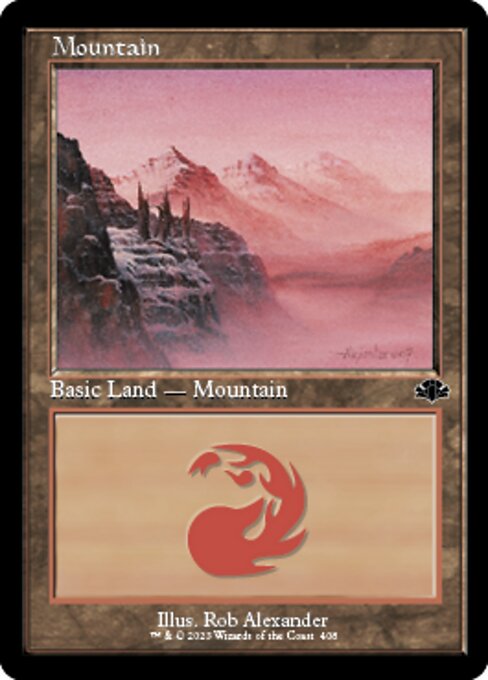 Mountain
Basic Land — Mountain
Illus. Rob Alexander
™ & © 2023 Wizards of the Coast 408